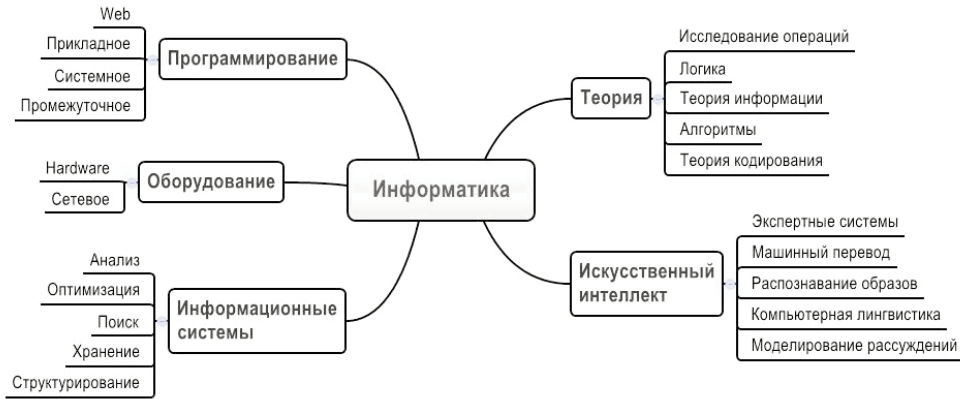 Web
Прикладное
Системное
Промежуточное
Программирование
Hardware
Сетевое
Оборудование
Анализ
Оптимизация
Поиск
Хранение
Структурирование
Информационные
системы
Информатика
Теория
Исследование операций
Логика
Теория информации
Алгоритмы
Теория кодирования
Искусственный
интеллект
Экспертные системы
Машинный перевод
Распознавание образов
Компьютерная лингвистика
Моделирование рассуждений